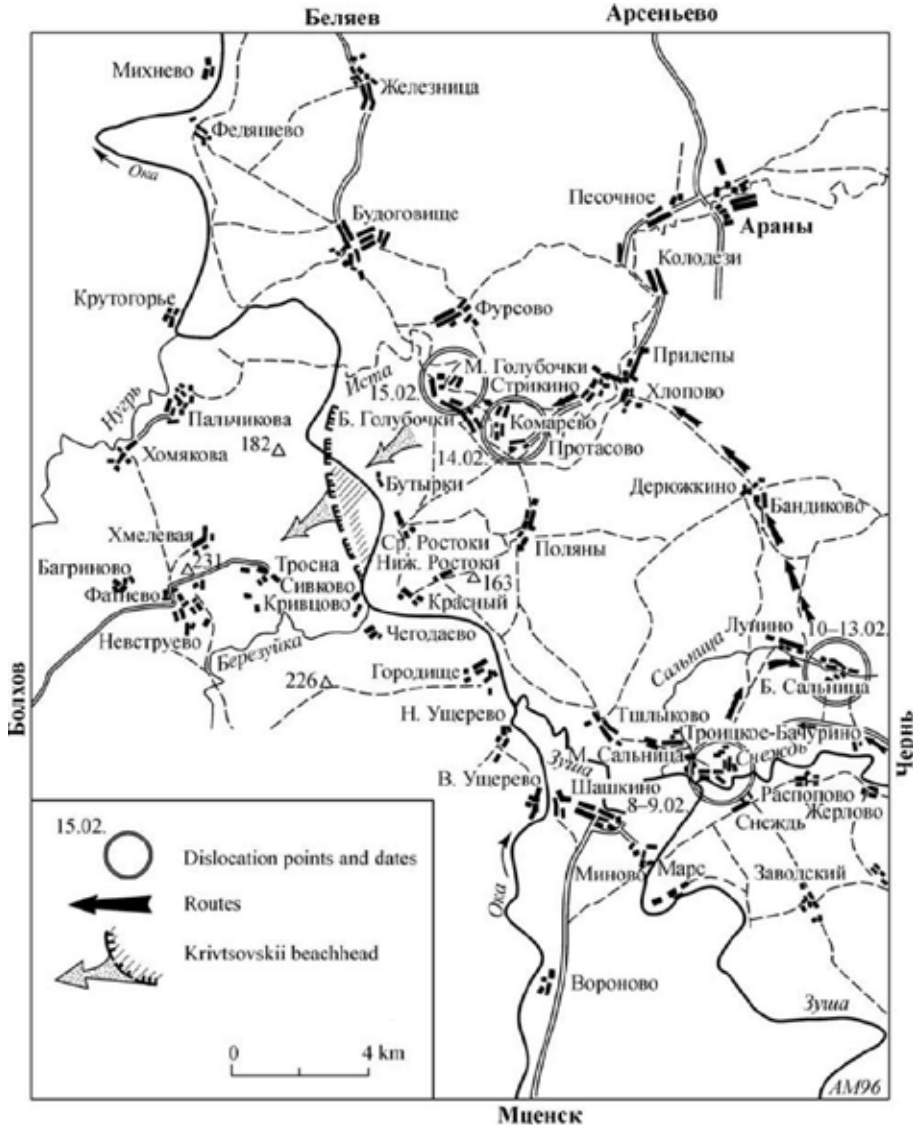 Беляев
Арсеньево
Михнево
Железница
Федяшево
Ока
Песочное
Араны
Будоговище
Колодези
Крутогорье
Фурсово
Прилепы
М. Голубочки
Иста
Стрикино
15.02.
Хлопово
Нугрь
Пальчикова
Б. Голубочки
Комарево
182
Протасово
Хомякова
14.02.
Бутырки
Дерюжкино
Бандиково
Хмелевая
Ср. Ростоки
Поляны
Багриново
231
Тросна
Ниж. Ростоки
163
Фатнево
Сивково
Красный
Кривцово
Невструево
Чегодаево
Лунино
10–13.02.
Березуйка
Сальница
Городище
226
Б. Сальница
Болхов
Тшлыково
Н. Ущерево
Троицкое-Бачурино
Чернь
Зуша
М. Сальница
Снеждь
В. Ущерево
Шашкино
Распопово
8–9.02.
Жерлово
Снеждь
15.02.
Dislocation points and dates
Миново
Марс
Заводский
Routes
Ока
Krivtsovskii beachhead
Вороново
Зуша
0
4 km
АМ96
Мценск